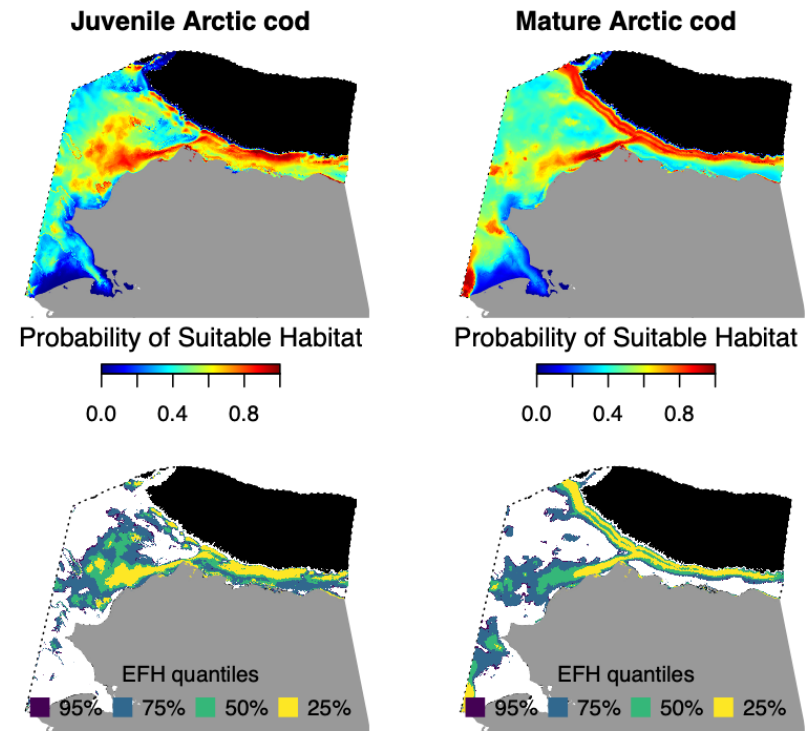 Juvenile Arctic cod
Mature Arctic cod
Probability of Suitable Habitat
0.0 0.4 0.8
Probability of Suitable Habitat
0.0 0.4 0.8
EFH quantiles
95% 75% 50% 25%
EFH quantiles
95% 75% 50% 25%